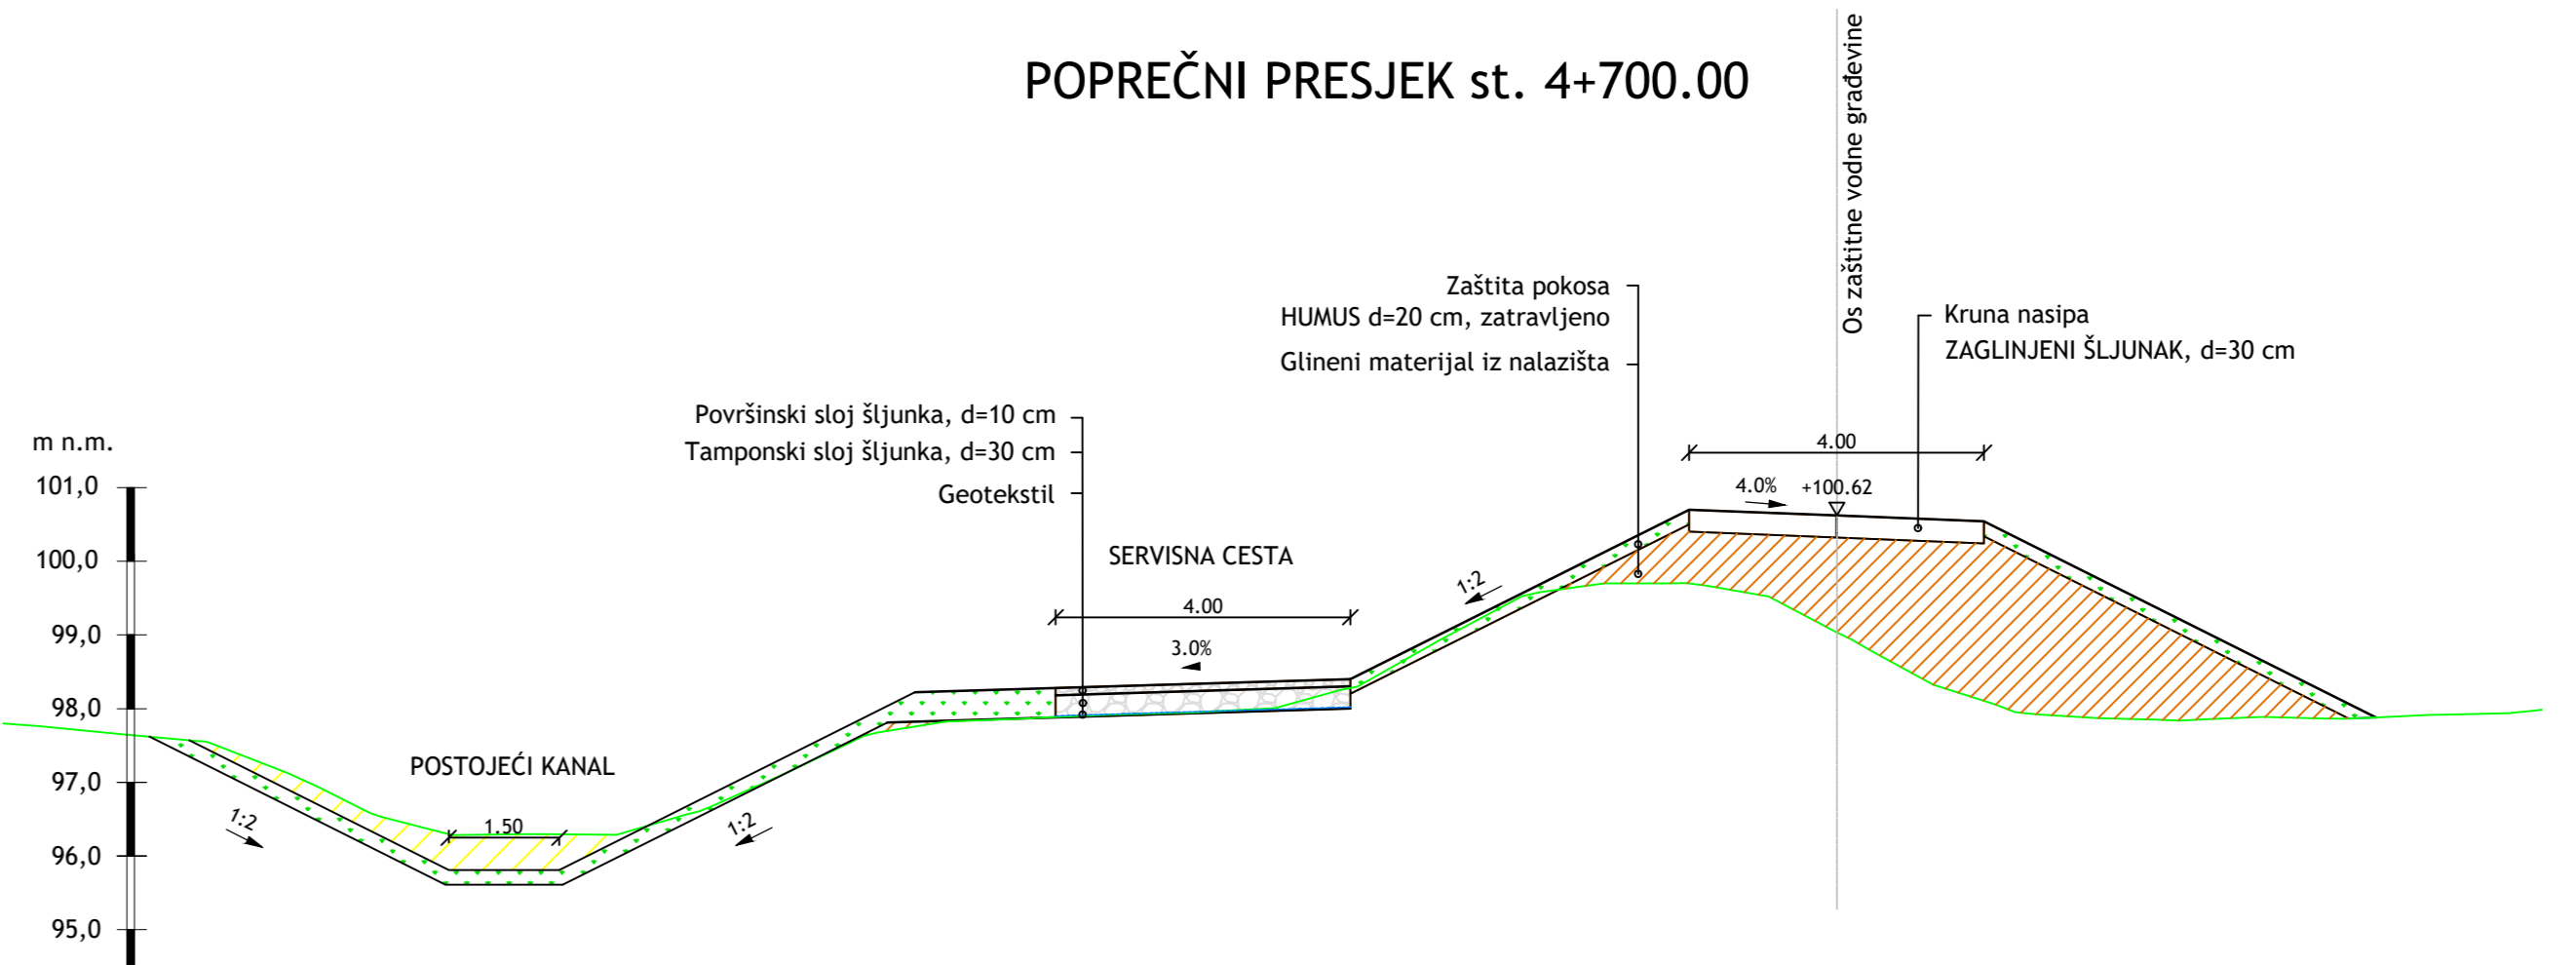 POPREČNI PRESJEK st. 4+700.00
Os zaštitne vodne građevine
Zaštita pokosa
HUMUS d=20 cm, zatravljeno
Glineni materijal iz nalazišta
Kruna nasipa
ZAGLINJENI ŠLJUNAK, d=30 cm
Površinski sloj šljunka, d=10 cm
Tamponski sloj šljunka, d=30 cm
Geotekstil
4.00
4.0%
+100.62
SERVISNA CESTA
4.00
3.0%
1:2
POSTOJEĆI KANAL
1.50
1:2
1:2
m n.m.
101,0
100,0
99,0
98,0
97,0
96,0
95,0